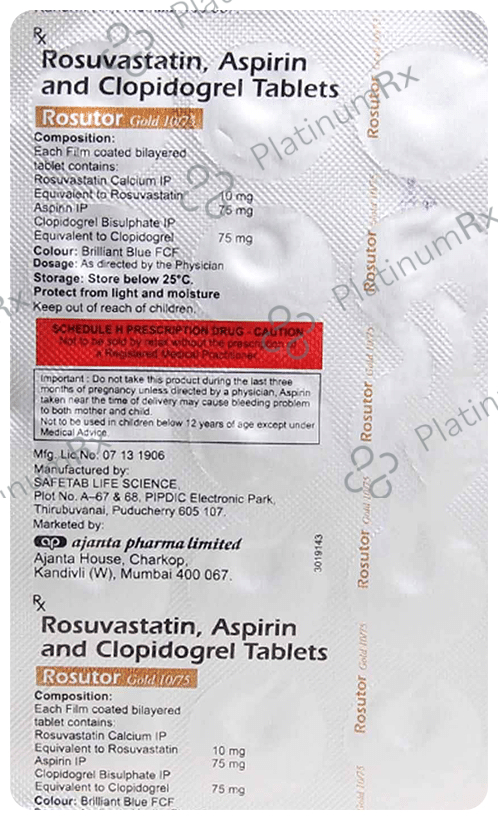 Rx
Rosuvastatin, Aspirin
and Clopidogrel Tablets
Rosutor Gold 10/75
Composition:
Each Film coated bilayered
tablet contains:
Rosuvastatin Calcium IP
Equivalent to Rosuvastatin 10 mg
Aspirin IP 75 mg
Clopidogrel Bisulphate IP
Equivalent to Clopidogrel 75 mg
Colour: Brilliant Blue FCF
Dosage: As directed by the Physician
Storage: Store below 25°C.
Protect from light and moisture
Keep out of reach of children.
SCHEDULE H PRESCRIPTION DRUG - CAUTION
Not to be sold by retail without the prescription of
a Registered Medical Practitioner.
Important : Do not take this product during the last three
months of pregnancy unless directed by a physician, Aspirin
taken near the time of delivery may cause bleeding problem
to both mother and child.
Not to be used in children below 12 years of age except under
Medical Advice.
Mfg. Lic. No: 07 13 1906
Manufactured by:
SAFETAB LIFE SCIENCE,
Plot No. A-67 & 68, PIPDIC Electronic Park,
Thirubuvanai, Puducherry 605 107.
Marketed by:
ap ajanta pharma limited
Ajanta House, Charkop,
Kandivli (W), Mumbai 400 067.
3019143
Rx
Rosuvastatin, Aspirin
and Clopidogrel Tablets
Rosutor Gold 10/75
Composition:
Each Film coated bilayered
tablet contains:
Rosuvastatin Calcium IP
Equivalent to Rosuvastatin 10 mg
Aspirin IP 75 mg
Clopidogrel Bisulphate IP
Equivalent to Clopidogrel 75 mg
Colour: Brilliant Blue FCF
Rosutor
Rosutor Gold 10/75
Rosutor Gold 10/75
Rosutor Gold 10/75
Rosutor Gold 10/75
Gold 10/75
PlatinumRx
PlatinumRx
PlatinumRx